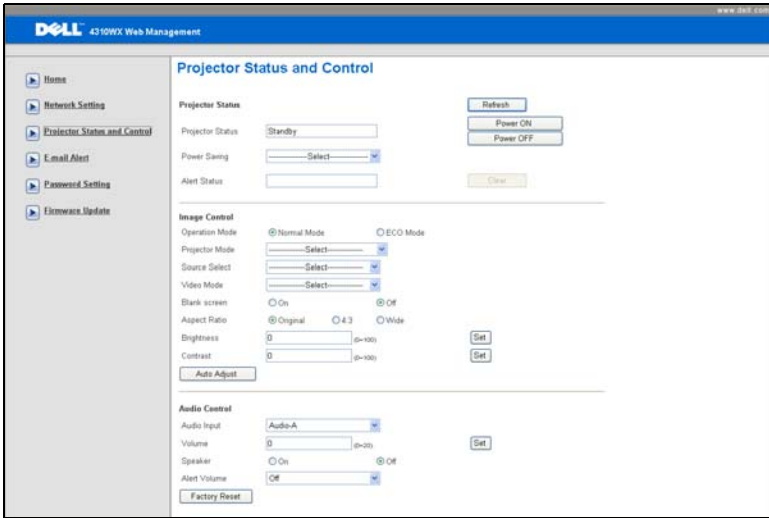 www.dell.com
DELL 4310WX Web Management
Home
Network Setting
Projector Status and Control
E.mail Alert
Password Setting
Firmware Update
Projector Status and Control
Projector Status
Refresh
Power ON
Projector Status Standby
Power OFF
Power Saving Select
Alert Status
Clear
Image Control
Operation Mode Normal Mode ECO Mode
Projector Mode Select
Source Select Select
Video Mode Select
Blank screen On Off
Aspect Ratio Original 4:3 Wide
Brightness 0 (0~100) Set
Contrast 0 (0~100) Set
Auto Adjust
Audio Control
Audio Input Audio-A
Volume 0 (0~20) Set
Speaker On Off
Alert Volume Off
Factory Reset